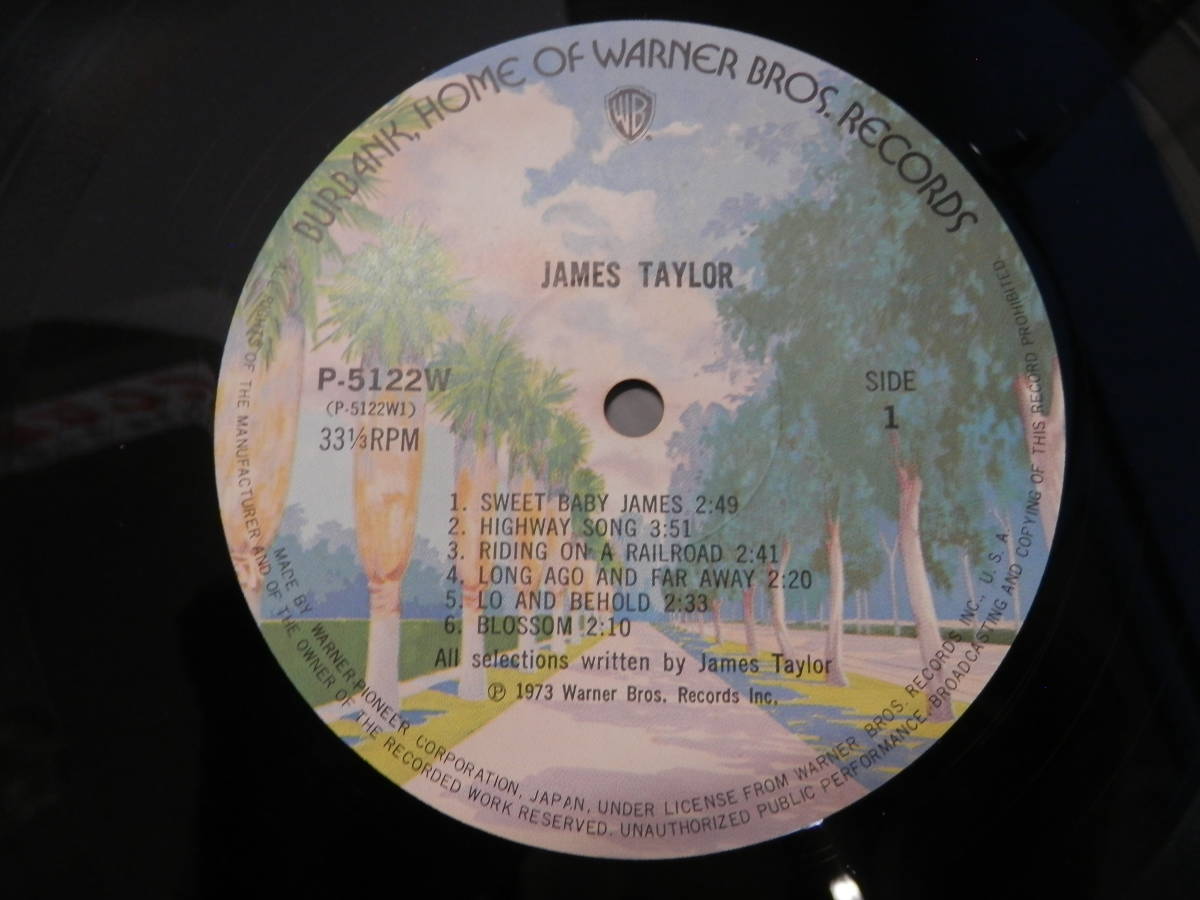 BURBANK, HOME OF WARNER BROS. RECORDS
WB
JAMES TAYLOR
P-5122W
(P-5122W1)
33⅓RPM
SIDE
1
1. SWEET BABY JAMES 2:49
2. HIGHWAY SONG 3:51
3. RIDING ON A RAILROAD 2:41
4. LONG AGO AND FAR AWAY 2:20
5. LO AND BEHOLD 2:33
6. BLOSSOM 2:10
All selections written by James Taylor
℗ 1973 Warner Bros. Records Inc.
MADE BY WARNER-PIONEER CORPORATION, JAPAN, UNDER LICENSE FROM WARNER BROS. RECORDS INC., U.S.A.
RIGHTS OF THE MANUFACTURER AND OF THE OWNER OF THE RECORDED WORK RESERVED. UNAUTHORIZED PUBLIC PERFORMANCE, BROADCASTING AND COPYING OF THIS RECORD PROHIBITED.